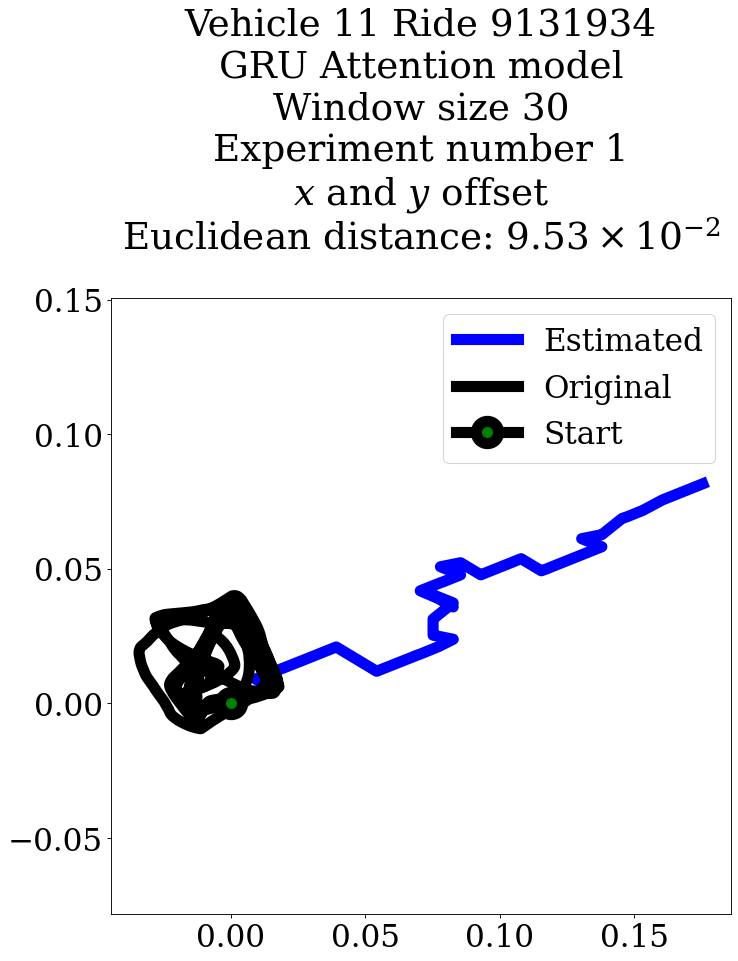 Vehicle 11 Ride 9131934
GRU Attention model
Window size 30
Experiment number 1
x and y offset
Euclidean distance: 9.53 × 10⁻²
0.15
0.10
0.05
0.00
−0.05
Estimated
Original
Start
0.00 0.05 0.10 0.15